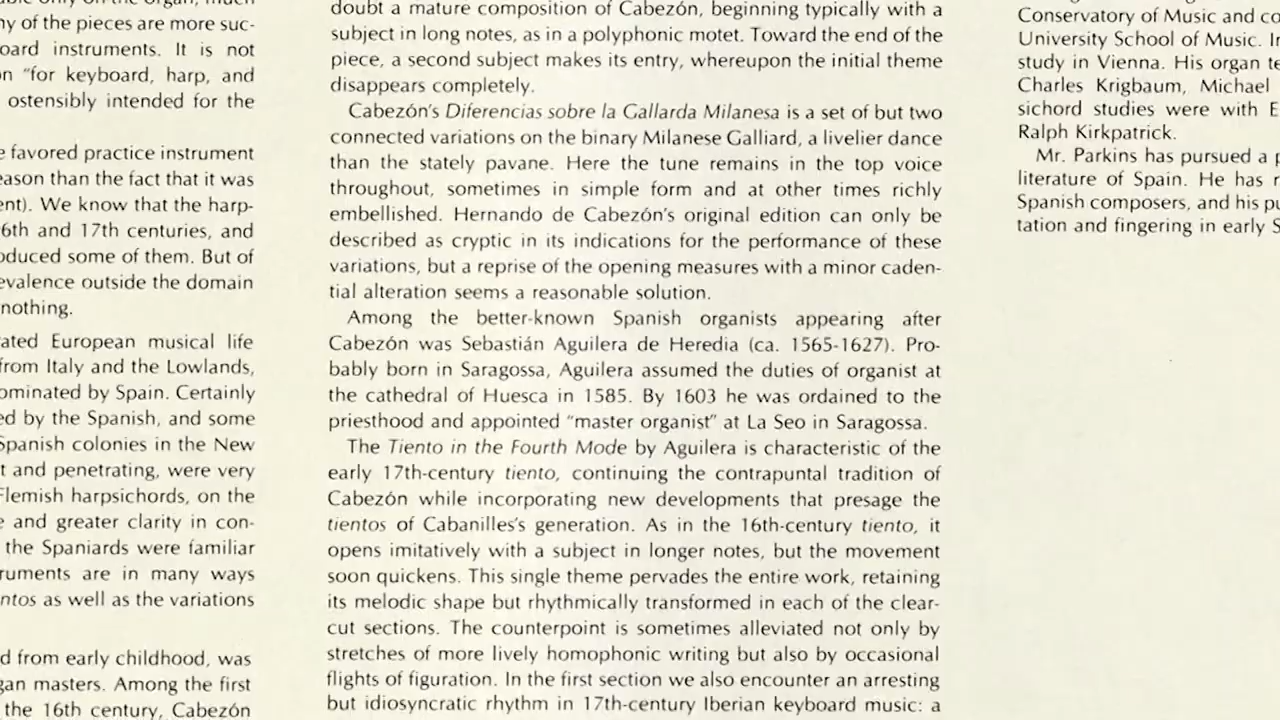 ny of the pieces are more suc-
oard instruments. It is not
on "for keyboard, harp, and
ostensibly intended for the
e favored practice instrument
eason than the fact that it was
ent). We know that the harp-
6th and 17th centuries, and
oduced some of them. But of
evalence outside the domain
nothing.
ated European musical life
from Italy and the Lowlands,
ominated by Spain. Certainly
ed by the Spanish, and some
Spanish colonies in the New
t and penetrating, were very
Flemish harpsichords, on the
e and greater clarity in con-
the Spaniards were familiar
ruments are in many ways
ntos as well as the variations
d from early childhood, was
gan masters. Among the first
the 16th century, Cabezón
doubt a mature composition of Cabezón, beginning typically with a
subject in long notes, as in a polyphonic motet. Toward the end of the
piece, a second subject makes its entry, whereupon the initial theme
disappears completely.
Cabezón's Diferencias sobre la Gallarda Milanesa is a set of but two
connected variations on the binary Milanese Galliard, a livelier dance
than the stately pavane. Here the tune remains in the top voice
throughout, sometimes in simple form and at other times richly
embellished. Hernando de Cabezón's original edition can only be
described as cryptic in its indications for the performance of these
variations, but a reprise of the opening measures with a minor caden-
tial alteration seems a reasonable solution.
Among the better-known Spanish organists appearing after
Cabezón was Sebastián Aguilera de Heredia (ca. 1565-1627). Pro-
bably born in Saragossa, Aguilera assumed the duties of organist at
the cathedral of Huesca in 1585. By 1603 he was ordained to the
priesthood and appointed "master organist" at La Seo in Saragossa.
The Tiento in the Fourth Mode by Aguilera is characteristic of the
early 17th-century tiento, continuing the contrapuntal tradition of
Cabezón while incorporating new developments that presage the
tientos of Cabanilles's generation. As in the 16th-century tiento, it
opens imitatively with a subject in longer notes, but the movement
soon quickens. This single theme pervades the entire work, retaining
its melodic shape but rhythmically transformed in each of the clear-
cut sections. The counterpoint is sometimes alleviated not only by
stretches of more lively homophonic writing but also by occasional
flights of figuration. In the first section we also encounter an arresting
but idiosyncratic rhythm in 17th-century Iberian keyboard music: a
Conservatory of Music and co
University School of Music. In
study in Vienna. His organ te
Charles Krigbaum, Michael
sichord studies were with E
Ralph Kirkpatrick.
Mr. Parkins has pursued a p
literature of Spain. He has r
Spanish composers, and his pu
tation and fingering in early S